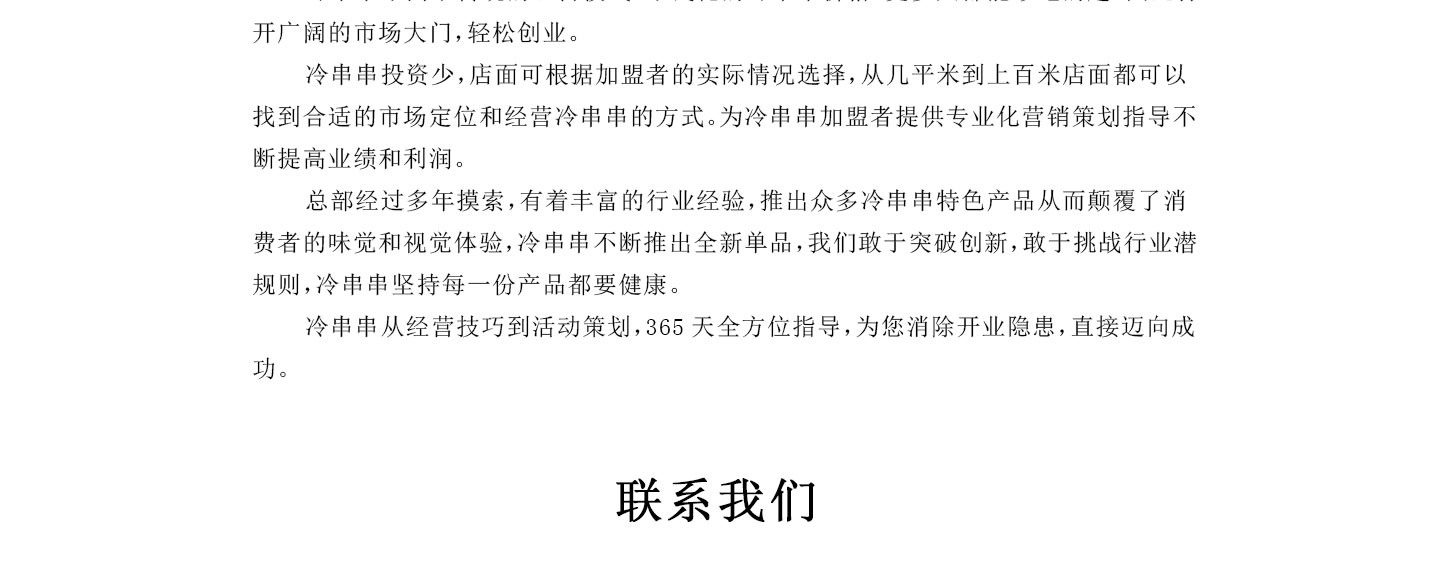 开广阔的市场大门,轻松创业。
冷串串投资少,店面可根据加盟者的实际情况选择,从几平米到上百米店面都可以
找到合适的市场定位和经营冷串串的方式。为冷串串加盟者提供专业化营销策划指导不
断提高业绩和利润。
总部经过多年摸索,有着丰富的行业经验,推出众多冷串串特色产品从而颠覆了消
费者的味觉和视觉体验,冷串串不断推出全新单品,我们敢于突破创新,敢于挑战行业潜
规则,冷串串坚持每一份产品都要健康。
冷串串从经营技巧到活动策划,365 天全方位指导,为您消除开业隐患,直接迈向成
功。
联系我们